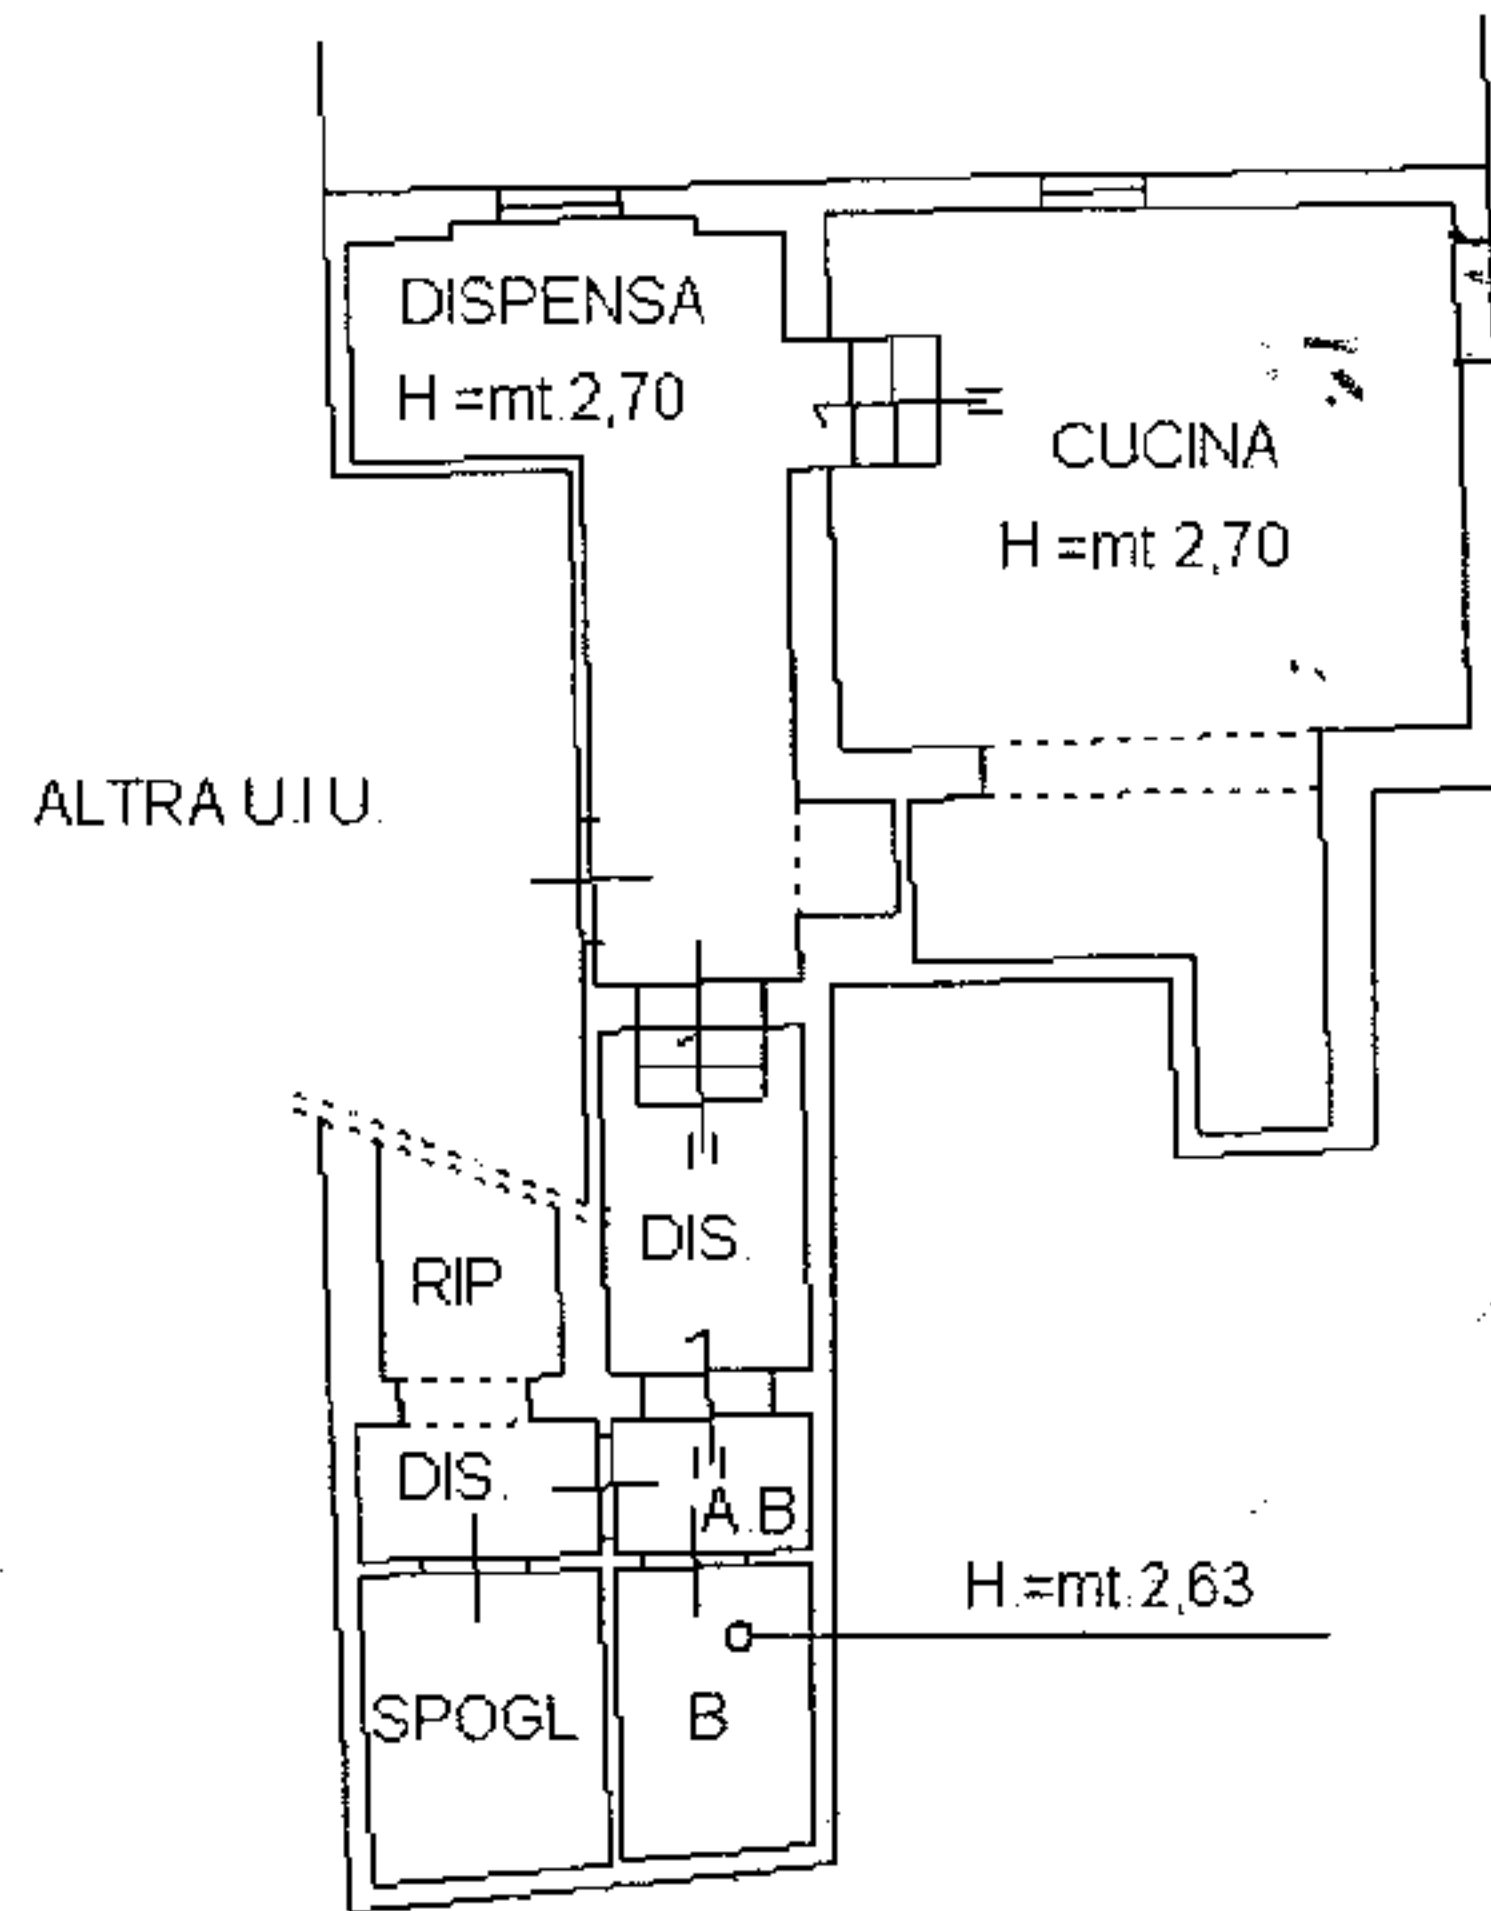 DISPENSA
H =mt.2,70
CUCINA
H =mt 2,70
ALTRA U.I U.
DIS.
RIP
DIS.
A.B
H.=mt.2,63
SPOGL
B